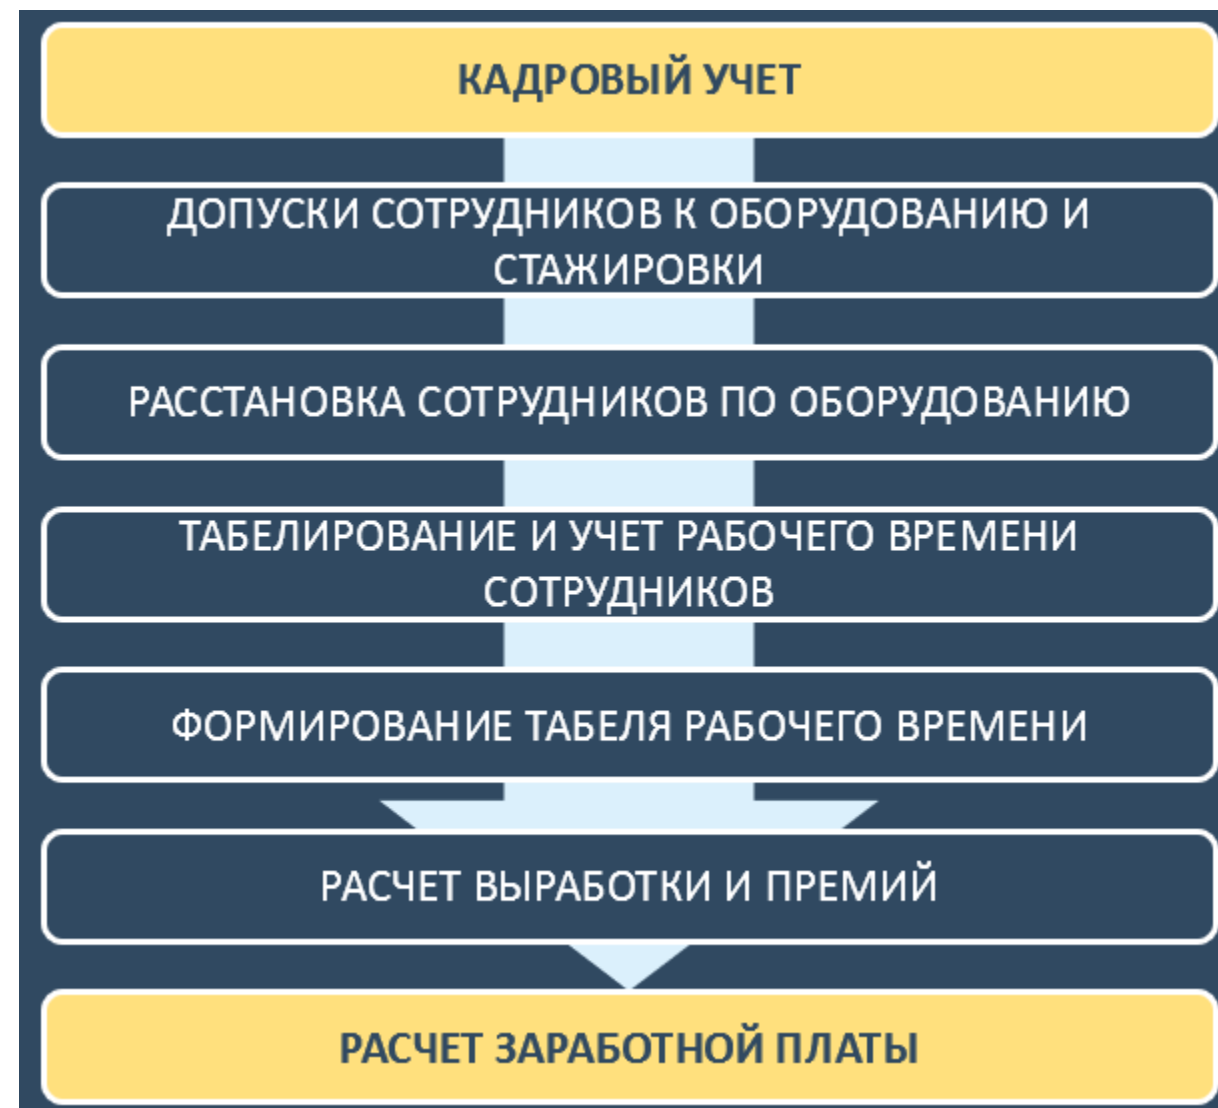 КАДРОВЫЙ УЧЕТ
ДОПУСКИ СОТРУДНИКОВ К ОБОРУДОВАНИЮ И
СТАЖИРОВКИ
РАССТАНОВКА СОТРУДНИКОВ ПО ОБОРУДОВАНИЮ
ТАБЕЛИРОВАНИЕ И УЧЕТ РАБОЧЕГО ВРЕМЕНИ
СОТРУДНИКОВ
ФОРМИРОВАНИЕ ТАБЕЛЯ РАБОЧЕГО ВРЕМЕНИ
РАСЧЕТ ВЫРАБОТКИ И ПРЕМИЙ
РАСЧЕТ ЗАРАБОТНОЙ ПЛАТЫ